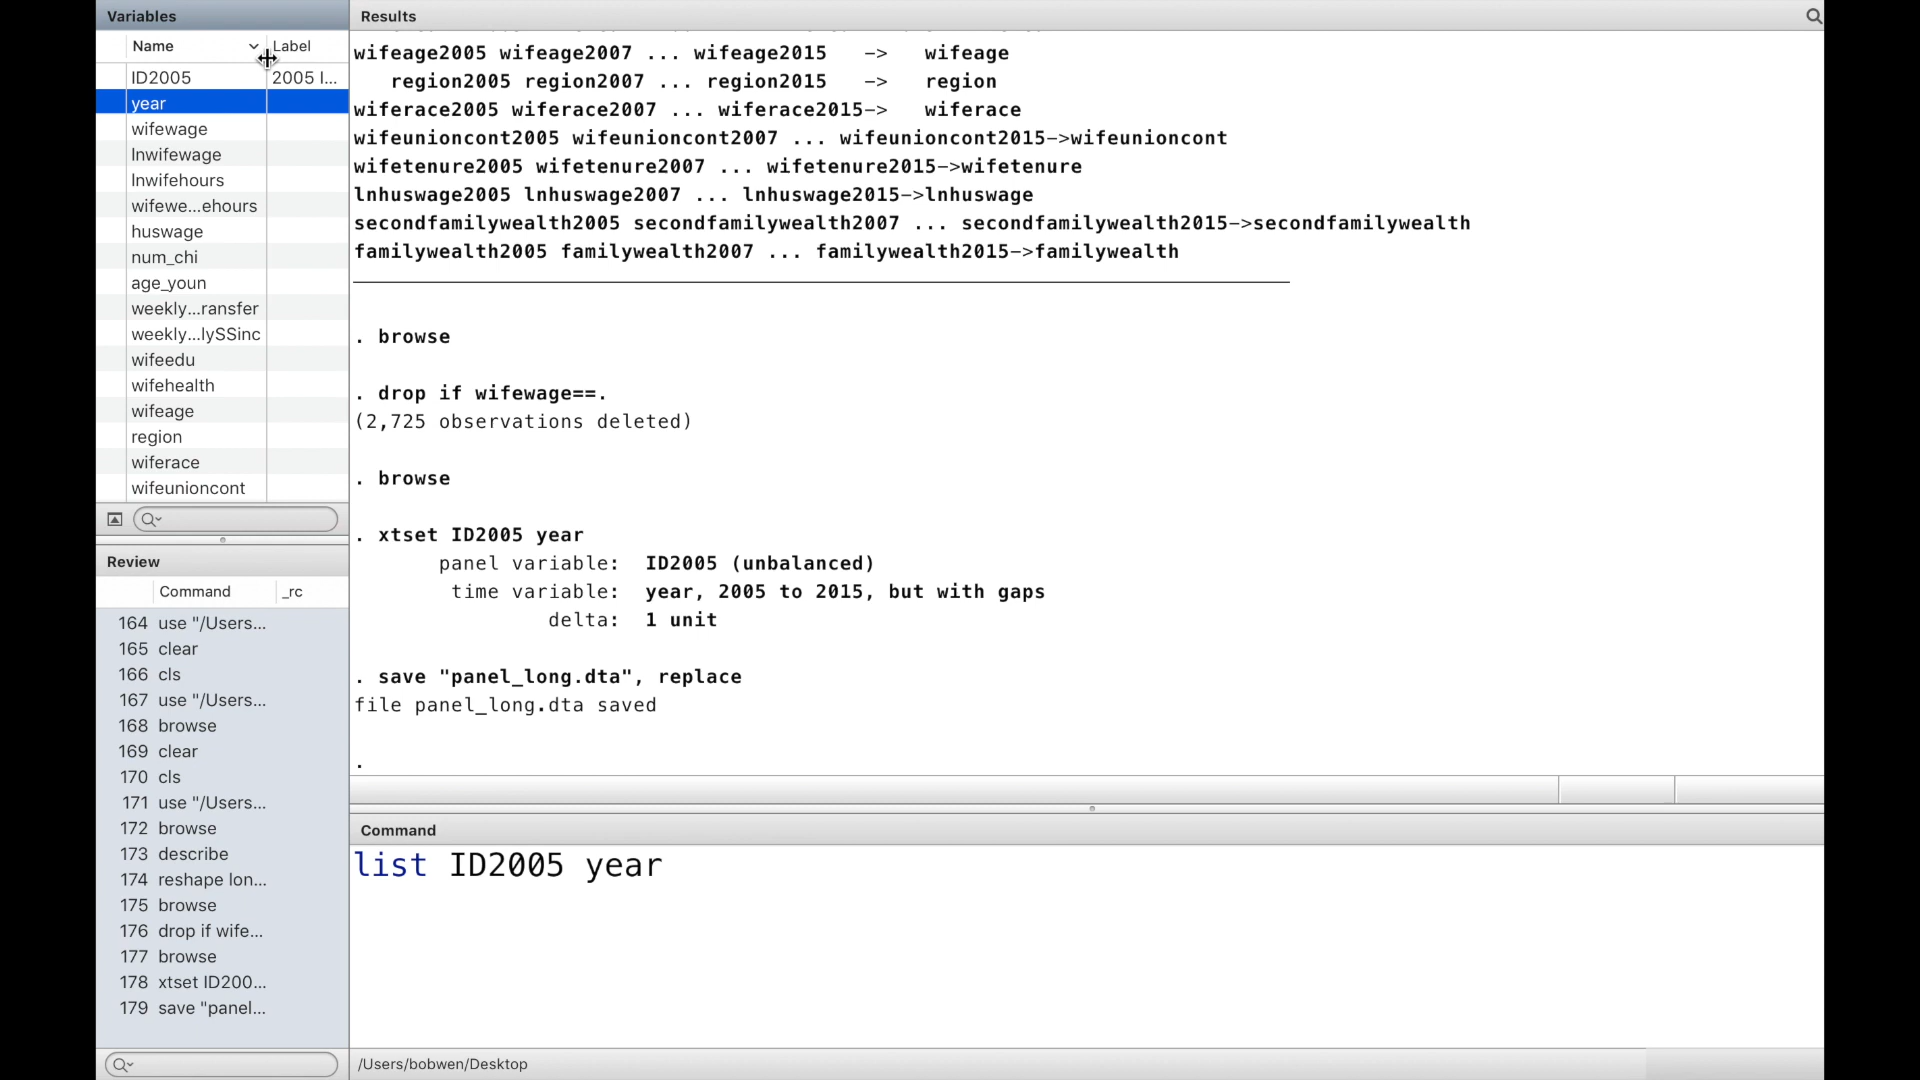 Variables
Name Label
ID2005 2005 I...
year
wifewage
lnwifewage
lnwifehours
wifewe...ehours
huswage
num_chi
age_youn
weekly...ransfer
weekly...lySSinc
wifeedu
wifehealth
wifeage
region
wiferace
wifeunioncont
Review
Command _rc
164 use "/Users...
165 clear
166 cls
167 use "/Users...
168 browse
169 clear
170 cls
171 use "/Users...
172 browse
173 describe
174 reshape lon...
175 browse
176 drop if wife...
177 browse
178 xtset ID200...
179 save "panel...
Results
wifeage2005 wifeage2007 ... wifeage2015 -> wifeage
region2005 region2007 ... region2015 -> region
wiferace2005 wiferace2007 ... wiferace2015-> wiferace
wifeunioncont2005 wifeunioncont2007 ... wifeunioncont2015->wifeunioncont
wifetenure2005 wifetenure2007 ... wifetenure2015->wifetenure
lnhuswage2005 lnhuswage2007 ... lnhuswage2015->lnhuswage
secondfamilywealth2005 secondfamilywealth2007 ... secondfamilywealth2015->secondfamilywealth
familywealth2005 familywealth2007 ... familywealth2015->familywealth
. browse
. drop if wifewage==.
(2,725 observations deleted)
. browse
. xtset ID2005 year
panel variable: ID2005 (unbalanced)
time variable: year, 2005 to 2015, but with gaps
delta: 1 unit
. save "panel_long.dta", replace
file panel_long.dta saved
.
Command
list ID2005 year
/Users/bobwen/Desktop